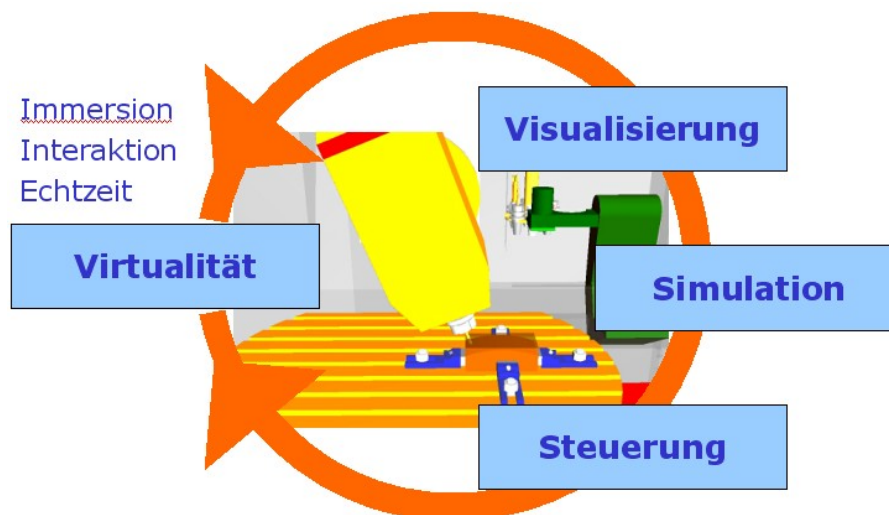 Immersion
Interaktion
Echtzeit
Visualisierung
Virtualität
Simulation
Steuerung